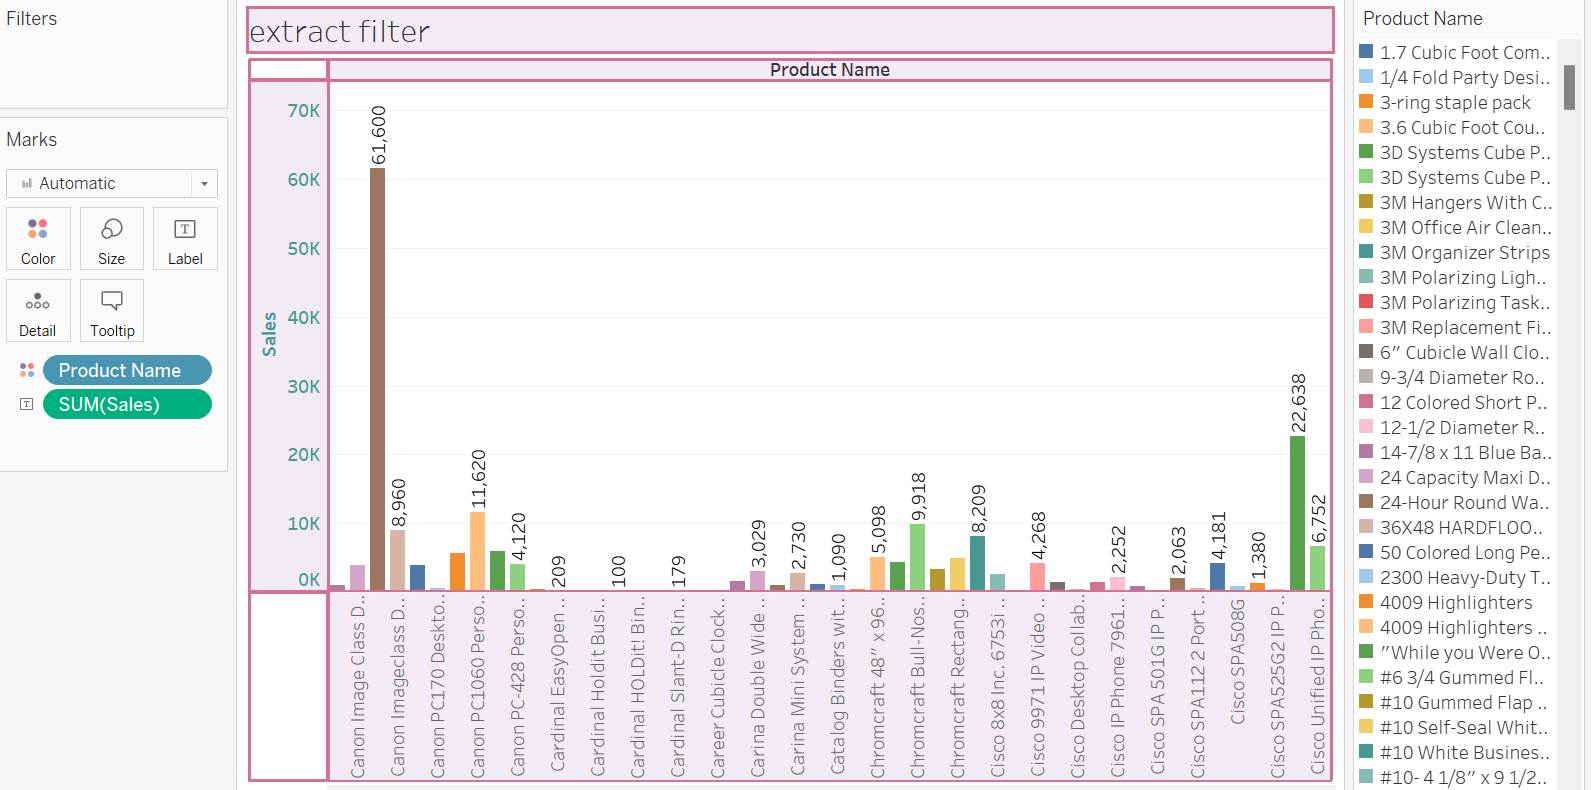 Filters
Marks
Automatic
Color
Size
Label
Detail
Tooltip
Product Name
SUM(Sales)
extract filter
Product Name
Sales
70K
60K
50K
40K
30K
20K
10K
0K
61,600
8,960
11,620
4,120
209
100
179
3,029
2,730
1,090
5,098
9,918
8,209
4,268
2,252
2,063
4,181
1,380
22,638
6,752
Canon Image Class D..
Canon Imageclass D..
Canon PC170 Deskto..
Canon PC1060 Perso..
Canon PC-428 Perso..
Cardinal EasyOpen ..
Cardinal Holdit Busi..
Cardinal HOLDit! Bin..
Cardinal Slant-D Rin..
Career Cubicle Clock..
Carina Double Wide ..
Carina Mini System ..
Catalog Binders wit..
Chromcraft 48" x 96..
Chromcraft Bull-Nos..
Chromcraft Rectang..
Cisco 8x8 Inc. 6753i ..
Cisco 9971 IP Video ..
Cisco Desktop Collab..
Cisco IP Phone 7961..
Cisco SPA 501G IP P..
Cisco SPA112 2 Port ..
Cisco SPA508G
Cisco SPA525G2 IP P..
Cisco Unified IP Pho..
Product Name
1.7 Cubic Foot Com..
1/4 Fold Party Desi..
3-ring staple pack
3.6 Cubic Foot Cou..
3D Systems Cube P..
3D Systems Cube P..
3M Hangers With C..
3M Office Air Clean..
3M Organizer Strips
3M Polarizing Ligh..
3M Polarizing Task..
3M Replacement Fi..
6" Cubicle Wall Clo..
9-3/4 Diameter Ro..
12 Colored Short P..
12-1/2 Diameter R..
14-7/8 x 11 Blue Ba..
24 Capacity Maxi D..
24-Hour Round Wa..
36X48 HARDFLOO..
50 Colored Long Pe..
2300 Heavy-Duty T..
4009 Highlighters
4009 Highlighters ..
"While you Were O..
#6 3/4 Gummed Fl..
#10 Gummed Flap ..
#10 Self-Seal Whit..
#10 White Busines..
#10- 4 1/8" x 9 1/2..